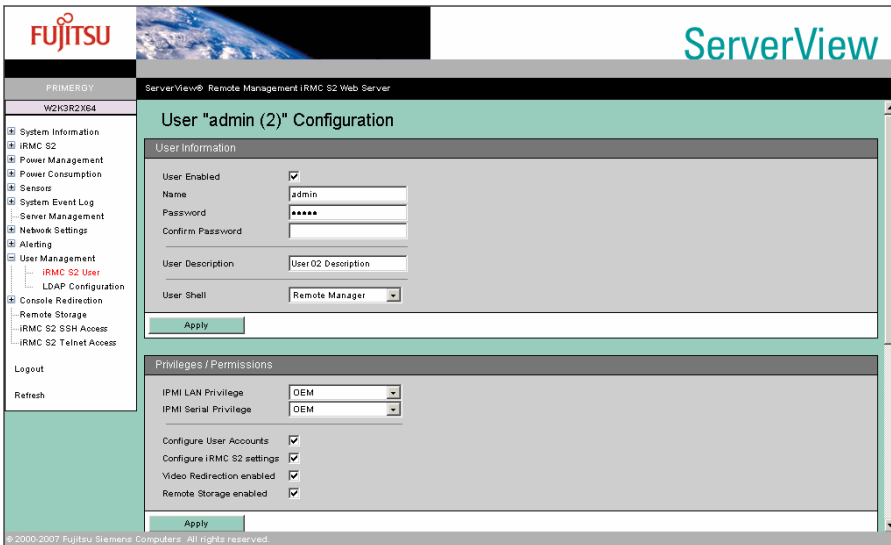 FUJITSU
ServerView
PRIMERGY
ServerView® Remote Management iRMC S2 Web Server
W2K3R2X64
System Information
iRMC S2
Power Management
Power Consumption
Sensors
System Event Log
Server Management
Network Settings
Alerting
User Management
iRMC S2 User
LDAP Configuration
Console Redirection
Remote Storage
iRMC S2 SSH Access
iRMC S2 Telnet Access
Logout
Refresh
User "admin (2)" Configuration
User Information
User Enabled
Name admin
Password •••••
Confirm Password
User Description User02 Description
User Shell Remote Manager
Apply
Privileges / Permissions
IPMI LAN Privilege OEM
IPMI Serial Privilege OEM
Configure User Accounts
Configure iRMC S2 settings
Video Redirection enabled
Remote Storage enabled
Apply
© 2000-2007 Fujitsu Siemens Computers All rights reserved.